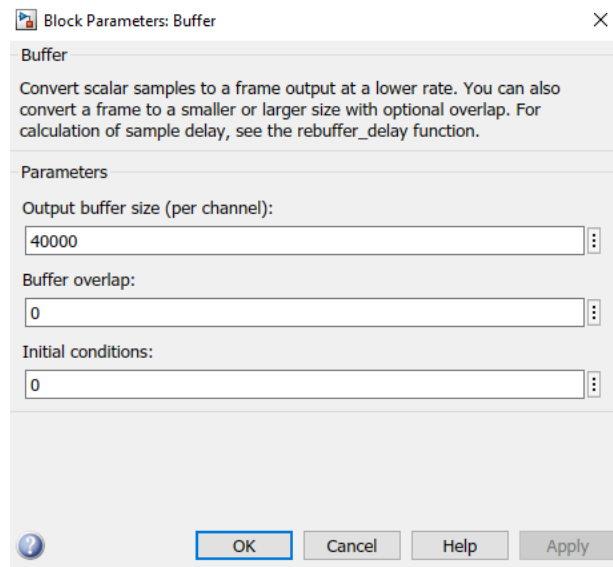 Block Parameters: Buffer
Buffer
Convert scalar samples to a frame output at a lower rate. You can also
convert a frame to a smaller or larger size with optional overlap. For
calculation of sample delay, see the rebuffer_delay function.
Parameters
Output buffer size (per channel):
40000
Buffer overlap:
0
Initial conditions:
0
OK Cancel Help Apply